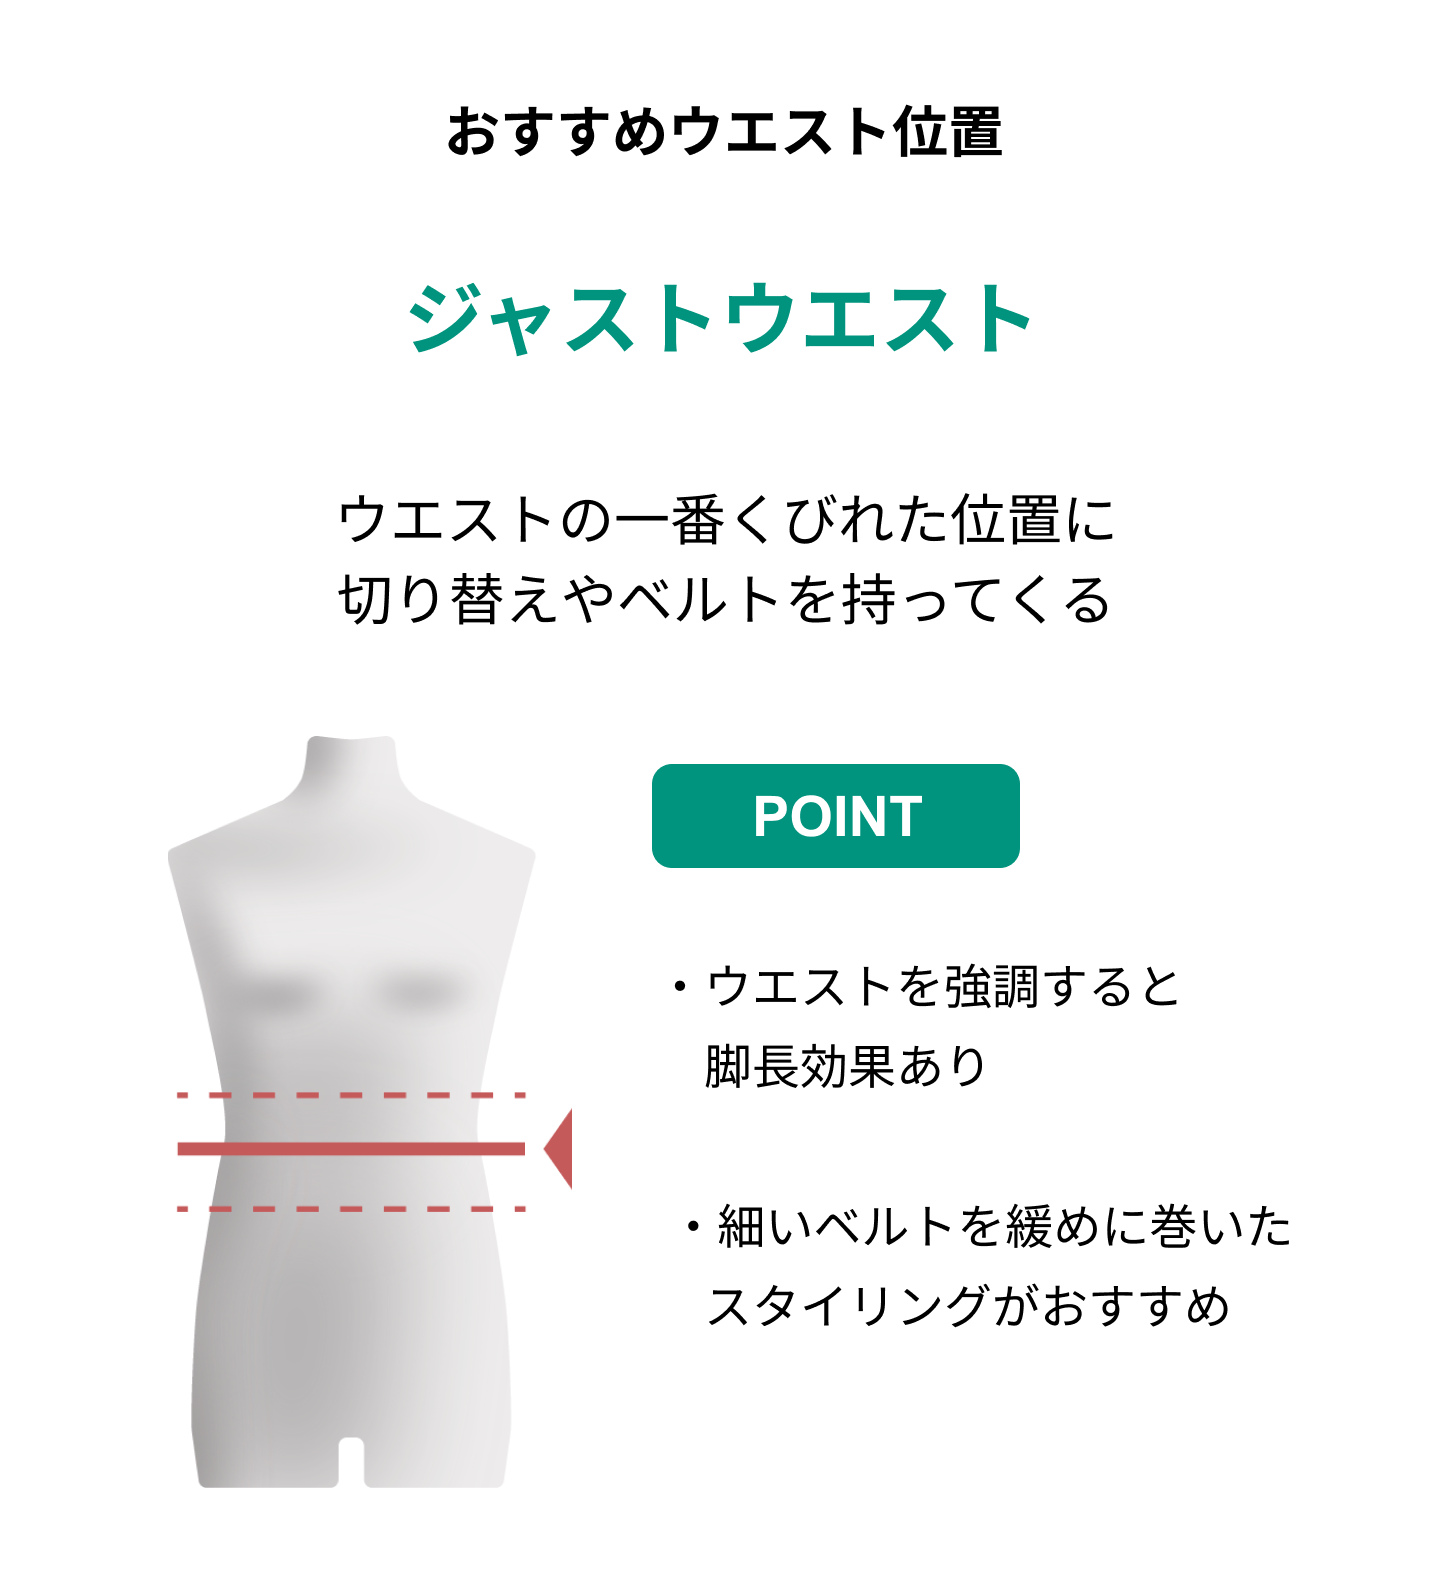 おすすめウエスト位置
ジャストウエスト
ウエストの一番くびれた位置に
切り替えやベルトを持ってくる
POINT
・ウエストを強調すると
脚長効果あり
・細いベルトを緩めに巻いた
スタイリングがおすすめ